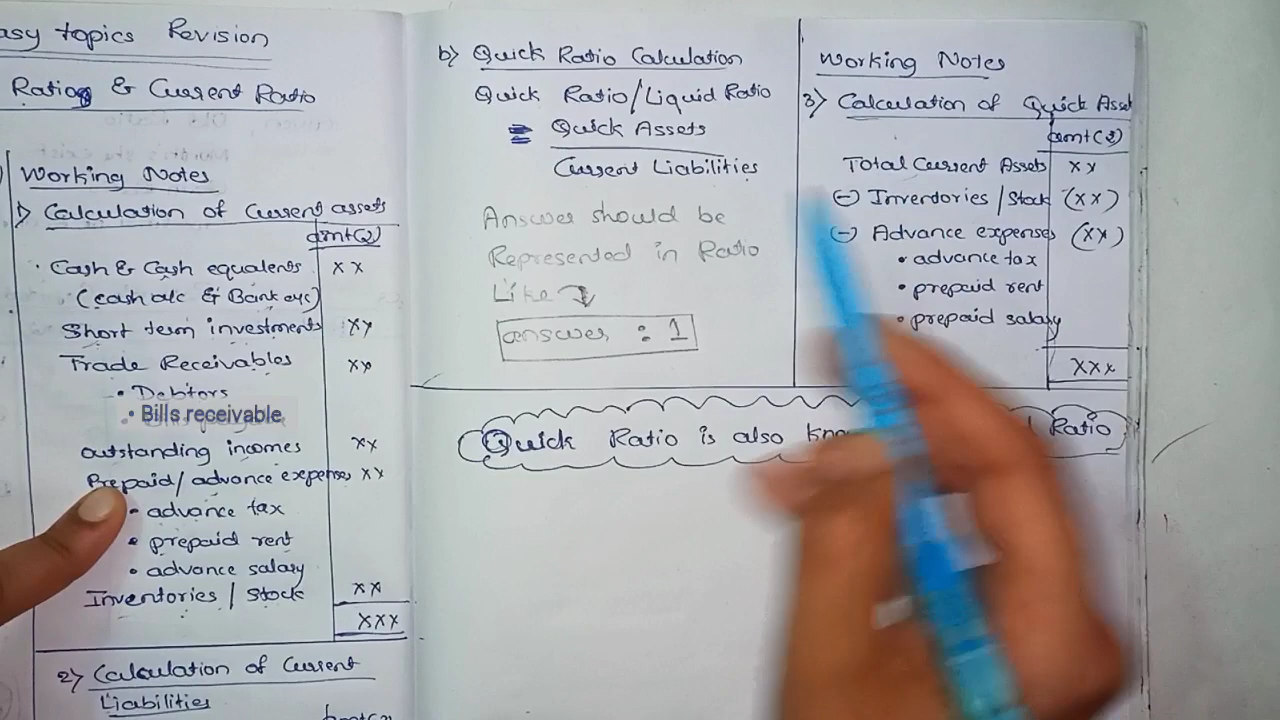 asy topics Revision
Ratios & Current Ratio
Working Notes
1) Calculation of Current assets
amt(₹)
• Cash & Cash equalents xx
(cash a/c & Bank a/c)
Short term investments xx
Trade Receivables xx
• Debitors
• Bills receivable
outstanding incomes xx
Prepaid/advance expenses xx
• advance tax
• prepaid rent
• advance salary
Inventories / Stock xx
xxx
2) Calculation of Current
Liabilities
b) Quick Ratio Calculation
Quick Ratio/Liquid Ratio
= Quick Assets
Current Liabilities
Answer should be
Represented in Ratio
Like
answer : 1
Working Notes
3) Calculation of Quick Asset
amt(₹)
Total Current Assets xx
(-) Inventories / Stock (xx)
(-) Advance expenses (xx)
• advance tax
• prepaid rent
• prepaid salary
xxx
Quick Ratio is also Ratio